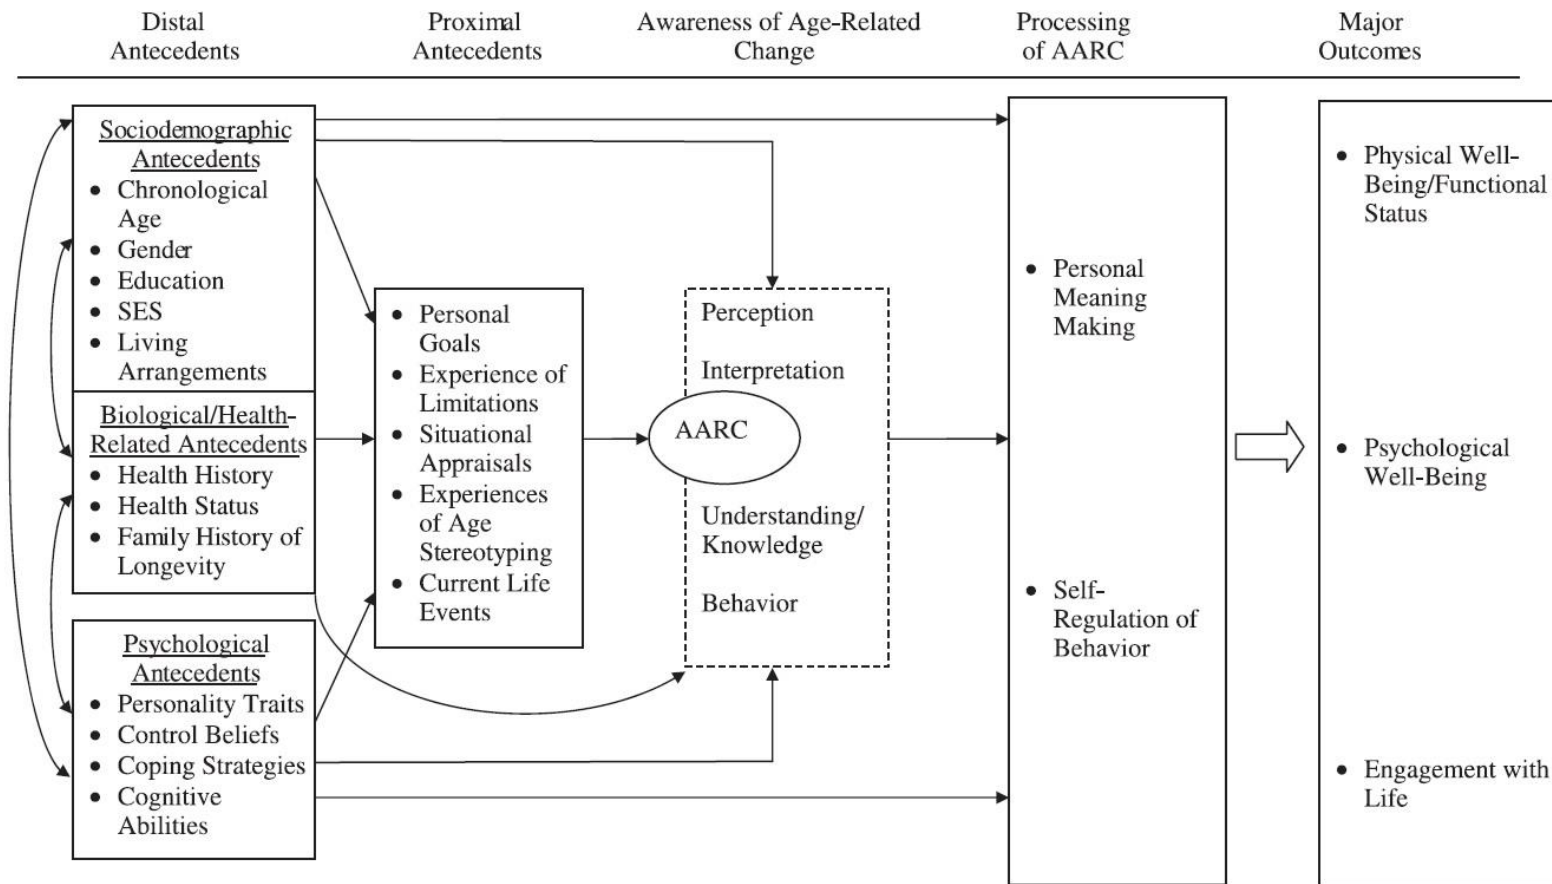 Distal
Antecedents
Proximal
Antecedents
Awareness of Age-Related
Change
Processing
of AARC
Major
Outcomes
Sociodemographic
Antecedents
• Chronological
Age
• Gender
• Education
• SES
• Living
Arrangements
Biological/Health-
Related Antecedents
• Health History
• Health Status
• Family History of
Longevity
Psychological
Antecedents
• Personality Traits
• Control Beliefs
• Coping Strategies
• Cognitive
Abilities
• Personal
Goals
• Experience of
Limitations
• Situational
Appraisals
• Experiences
of Age
Stereotyping
• Current Life
Events
Perception
Interpretation
AARC
Understanding/
Knowledge
Behavior
• Personal
Meaning
Making
• Self-
Regulation of
Behavior
• Physical Well-
Being/Functional
Status
• Psychological
Well-Being
• Engagement with
Life